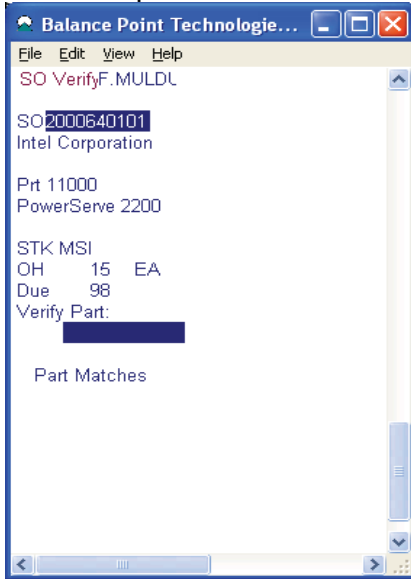 Balance Point Technologie...
File Edit View Help
SO VerifyF.MULDU
SO2000640101
Intel Corporation
Prt 11000
PowerServe 2200
STK MSI
OH 15 EA
Due 98
Verify Part:
Part Matches